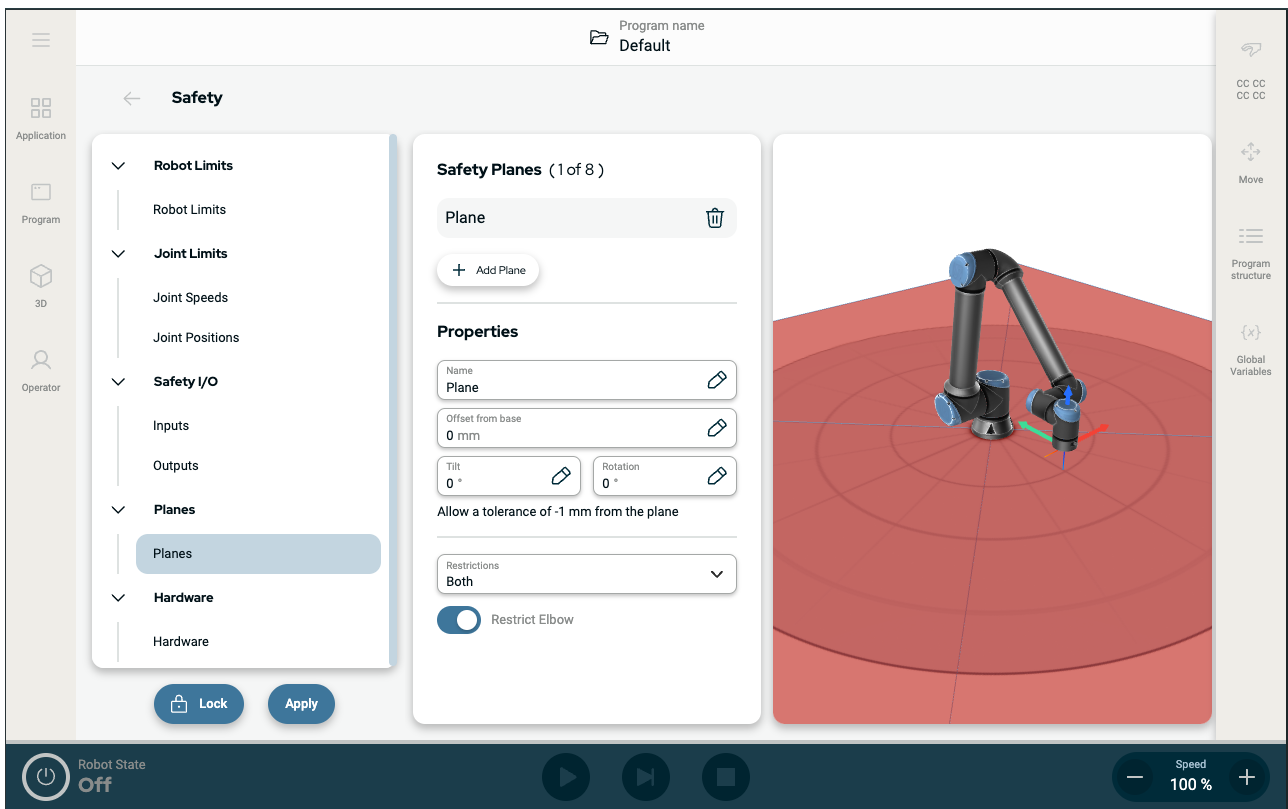 Program name
Default
Application
Program
3D
Operator
Safety
Robot Limits
Robot Limits
Joint Limits
Joint Speeds
Joint Positions
Safety I/O
Inputs
Outputs
Planes
Planes
Hardware
Hardware
Lock
Apply
Safety Planes ( 1 of 8 )
Plane
Add Plane
Properties
Name
Plane
Offset from base
0 mm
Tilt
0 °
Rotation
0 °
Allow a tolerance of -1 mm from the plane
Restrictions
Both
Restrict Elbow
CC CC
CC CC
Move
Program
structure
{x}
Global
Variables
Robot State
Off
Speed
100 %